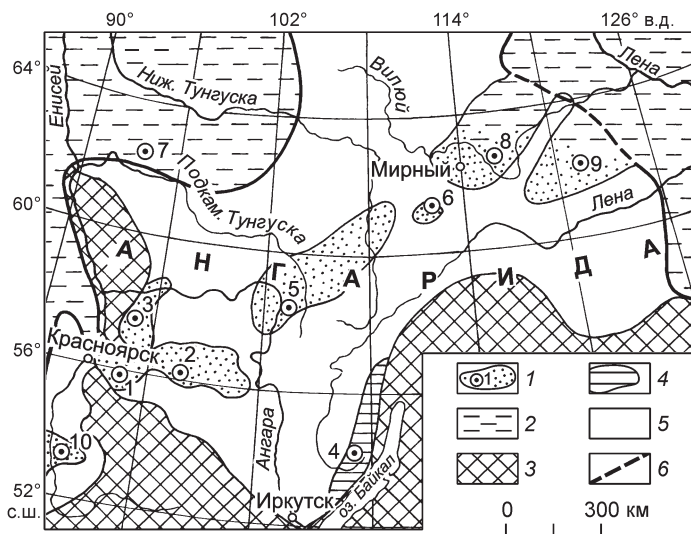 90° 102° 114° 126° в.д.
64°
60°
56°
52°
с.ш.
Енисей
Ниж. Тунгуска
Вилюй
Лена
7
Подкам. Тунгуска
Мирный
8
9
6
Лена
А Н Г А Р И Д А
5
3
Красноярск
1
2
10
Ангара
4
оз. Байкал
Иркутск
1 1 4
2 5
3 6
0 300 км